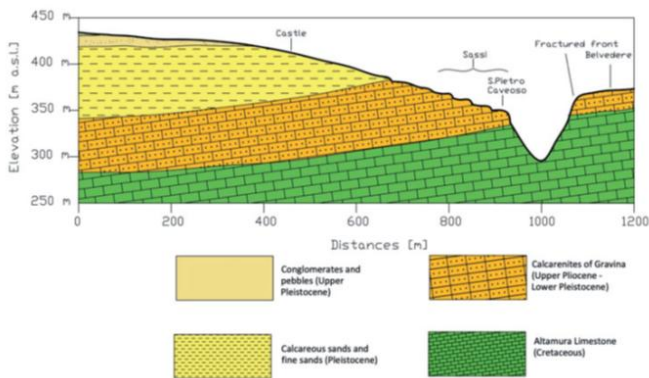 450 m
400 m
350 m
300 m
250 m
Elevation [m a.s.l.]
Castle
Sassi
S.Pietro
Caveoso
Fractured front
Belvedere
0
200
400
600
800
1000
1200
Distances [m]
Conglomerates and
pebbles (Upper
Pleistocene)
Calcarenites of Gravina
(Upper Pliocene -
Lower Pleistocene)
Calcareous sands and
fine sands (Pleistocene)
Altamura Limestone
(Cretaceous)